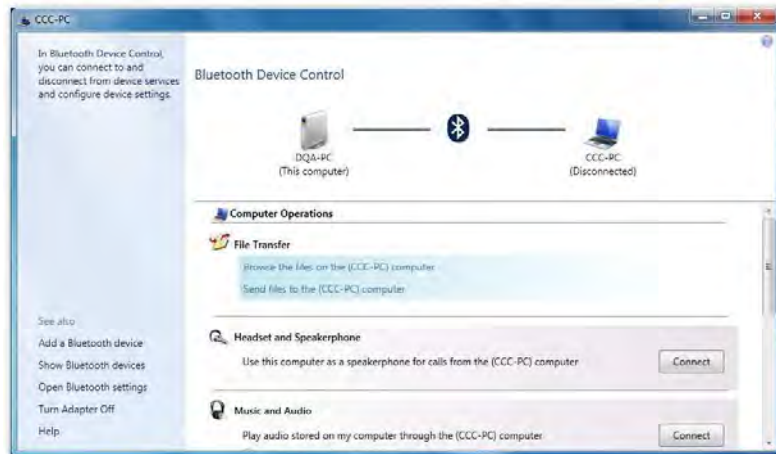 CCC-PC
In Bluetooth Device Control,
you can connect to and
disconnect from device services
and configure device settings.
Bluetooth Device Control
DQA-PC
(This computer)
CCC-PC
(Disconnected)
Computer Operations
File Transfer
Browse the files on the (CCC-PC) computer
Send files to the (CCC-PC) computer
Headset and Speakerphone
Use this computer as a speakerphone for calls from the (CCC-PC) computer
Connect
Music and Audio
Play audio stored on my computer through the (CCC-PC) computer
Connect
See also
Add a Bluetooth device
Show Bluetooth devices
Open Bluetooth settings
Turn Adapter Off
Help